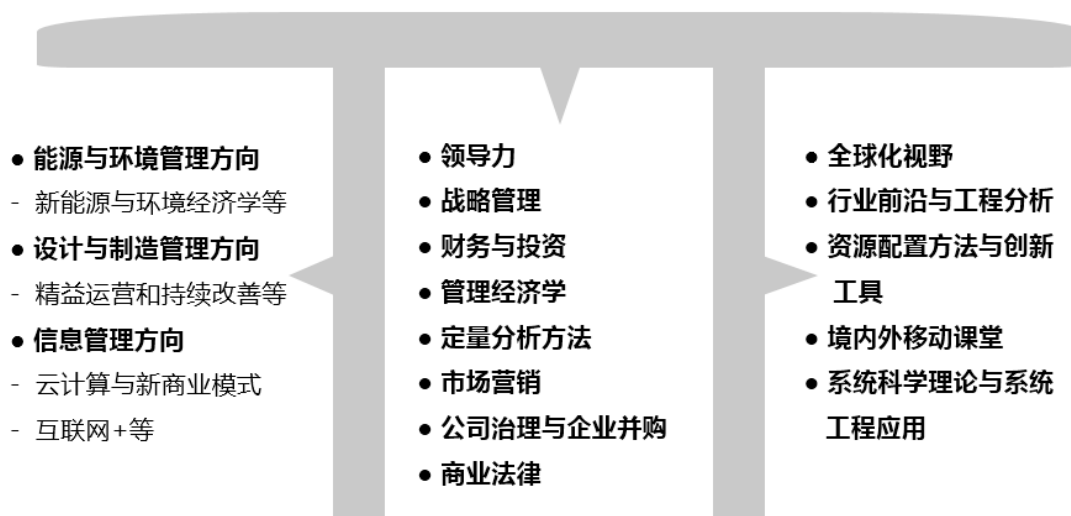 ● 能源与环境管理方向
- 新能源与环境经济学等
● 设计与制造管理方向
- 精益运营和持续改善等
● 信息管理方向
- 云计算与新商业模式
- 互联网+等
● 领导力
● 战略管理
● 财务与投资
● 管理经济学
● 定量分析方法
● 市场营销
● 公司治理与企业并购
● 商业法律
● 全球化视野
● 行业前沿与工程分析
● 资源配置方法与创新
工具
● 境内外移动课堂
● 系统科学理论与系统
工程应用